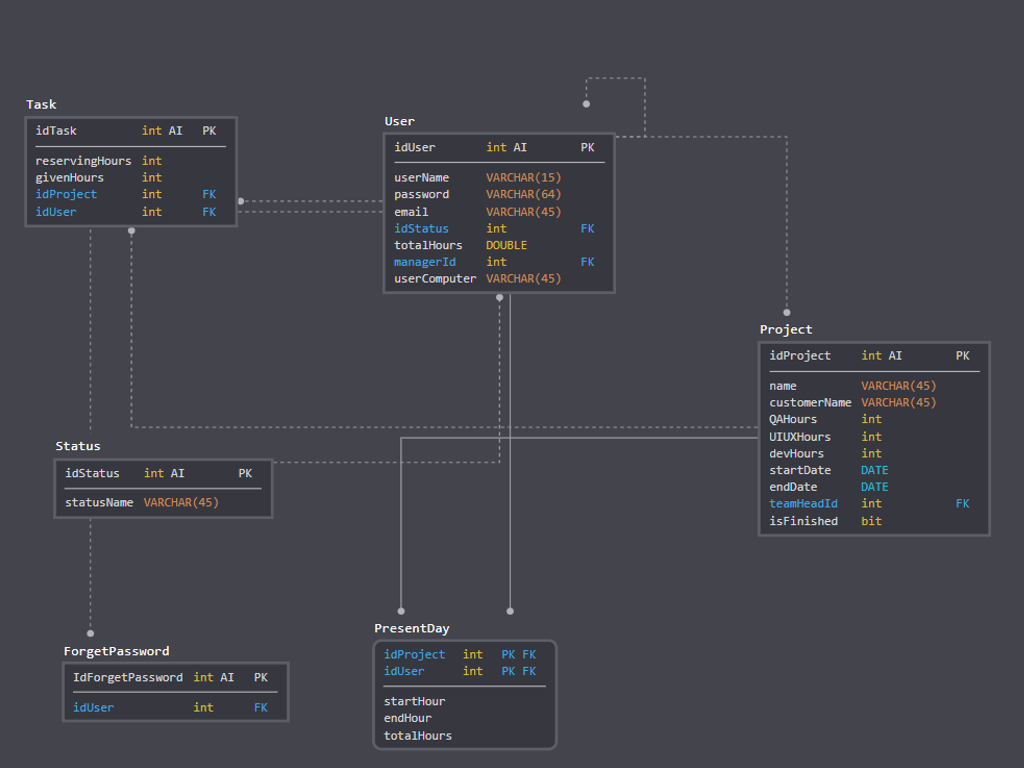 Task
idTask int AI PK
reservingHours int
givenHours int
idProject int FK
idUser int FK
User
idUser int AI PK
userName VARCHAR(15)
password VARCHAR(64)
email VARCHAR(45)
idStatus int FK
totalHours DOUBLE
managerId int FK
userComputer VARCHAR(45)
Project
idProject int AI PK
name VARCHAR(45)
customerName VARCHAR(45)
QAHours int
UIUXHours int
devHours int
startDate DATE
endDate DATE
teamHeadId int FK
isFinished bit
Status
idStatus int AI PK
statusName VARCHAR(45)
ForgetPassword
IdForgetPassword int AI PK
idUser int FK
PresentDay
idProject int PK FK
idUser int PK FK
startHour
endHour
totalHours